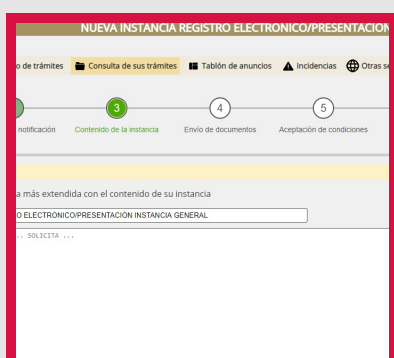 NUEVA INSTANCIA REGISTRO ELECTRONICO/PRESENTACION
o de trámites Consulta de sus trámites Tablón de anuncios Incidencias Otras se
3 4 5
notificación Contenido de la instancia Envío de documentos Aceptación de condiciones
a más extendida con el contenido de su instancia
O ELECTRÓNICO/PRESENTACIÓN INSTANCIA GENERAL
.. SOLICITA ...